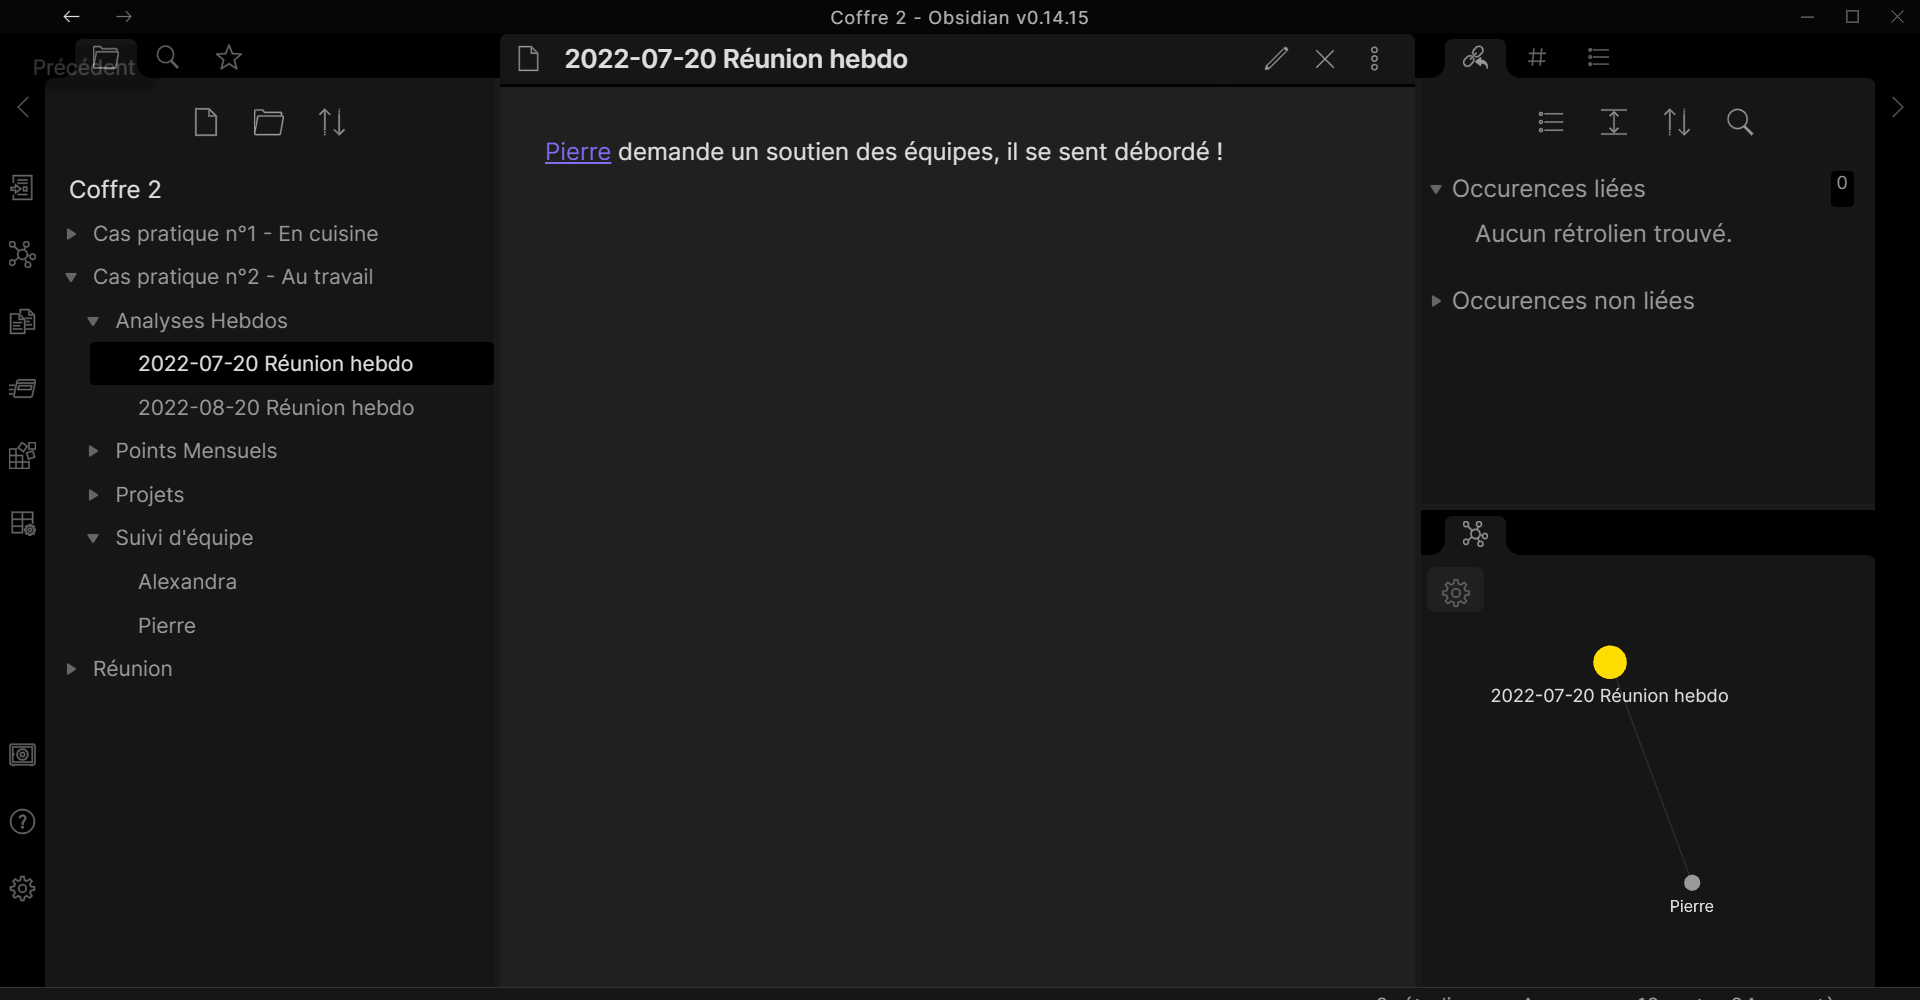 Coffre 2 - Obsidian v0.14.15
Précédent
2022-07-20 Réunion hebdo
Coffre 2
Cas pratique n°1 - En cuisine
Cas pratique n°2 - Au travail
Analyses Hebdos
2022-07-20 Réunion hebdo
2022-08-20 Réunion hebdo
Points Mensuels
Projets
Suivi d'équipe
Alexandra
Pierre
Réunion
Pierre demande un soutien des équipes, il se sent débordé !
Occurences liées
0
Aucun rétrolien trouvé.
Occurences non liées
2022-07-20 Réunion hebdo
Pierre